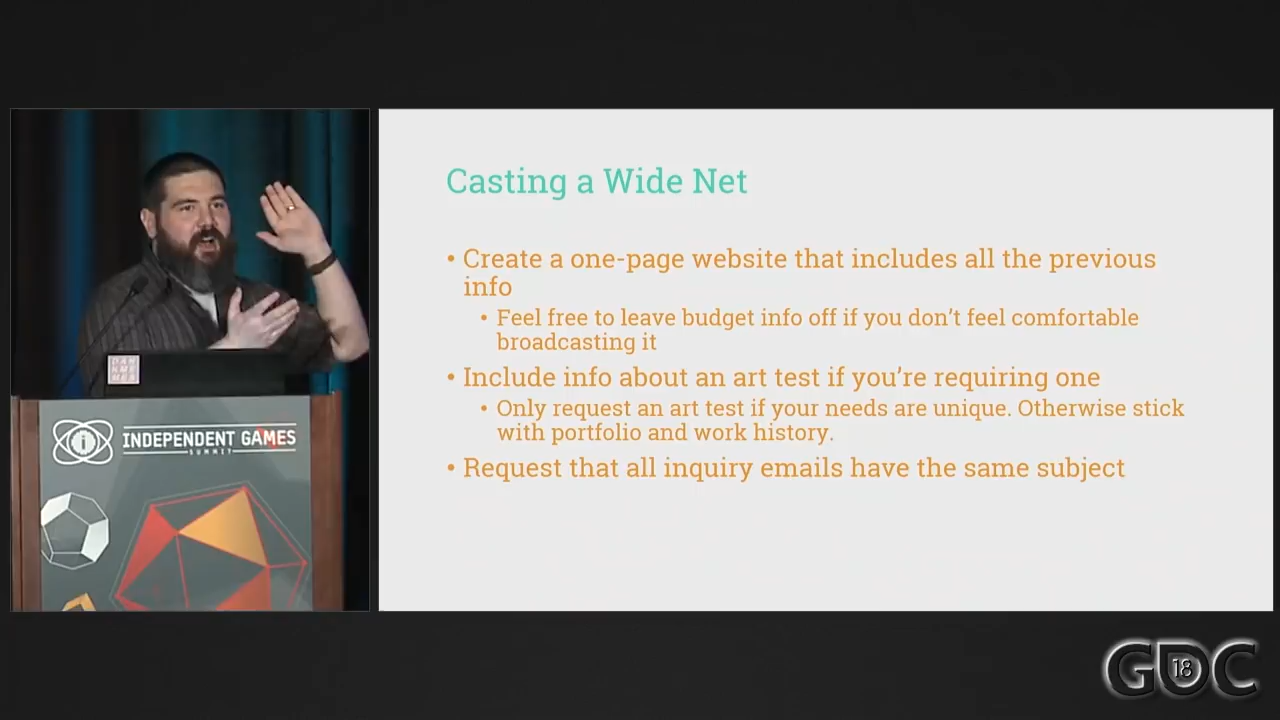 Casting a Wide Net
• Create a one-page website that includes all the previous
info
• Feel free to leave budget info off if you don’t feel comfortable
broadcasting it
• Include info about an art test if you’re requiring one
• Only request an art test if your needs are unique. Otherwise stick
with portfolio and work history.
• Request that all inquiry emails have the same subject
INDEPENDENT GAMES
SUMMIT
GDC
18